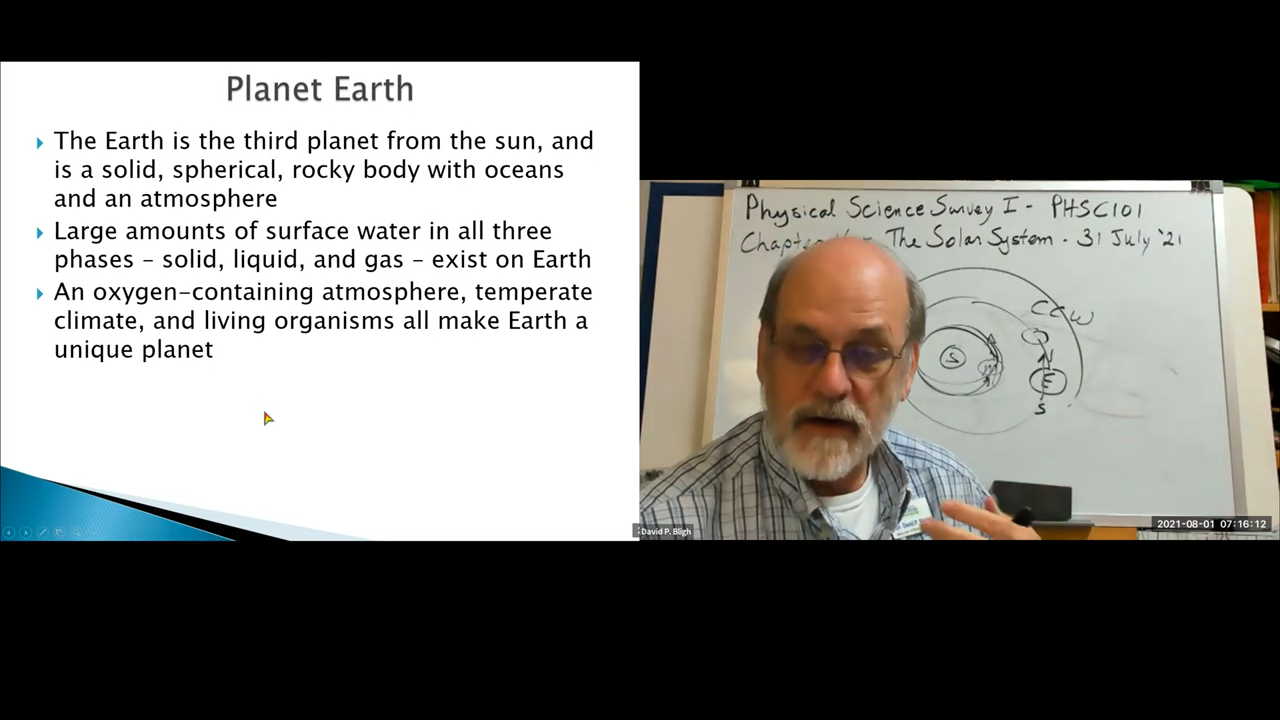 Planet Earth
The Earth is the third planet from the sun, and
is a solid, spherical, rocky body with oceans
and an atmosphere
Large amounts of surface water in all three
phases – solid, liquid, and gas – exist on Earth
An oxygen-containing atmosphere, temperate
climate, and living organisms all make Earth a
unique planet
Physical Science Survey I - PHSC101
The Solar System - 31 July '21
CCW
S
m
N
E
S
David P. Bligh
2021-08-01 07:16:12